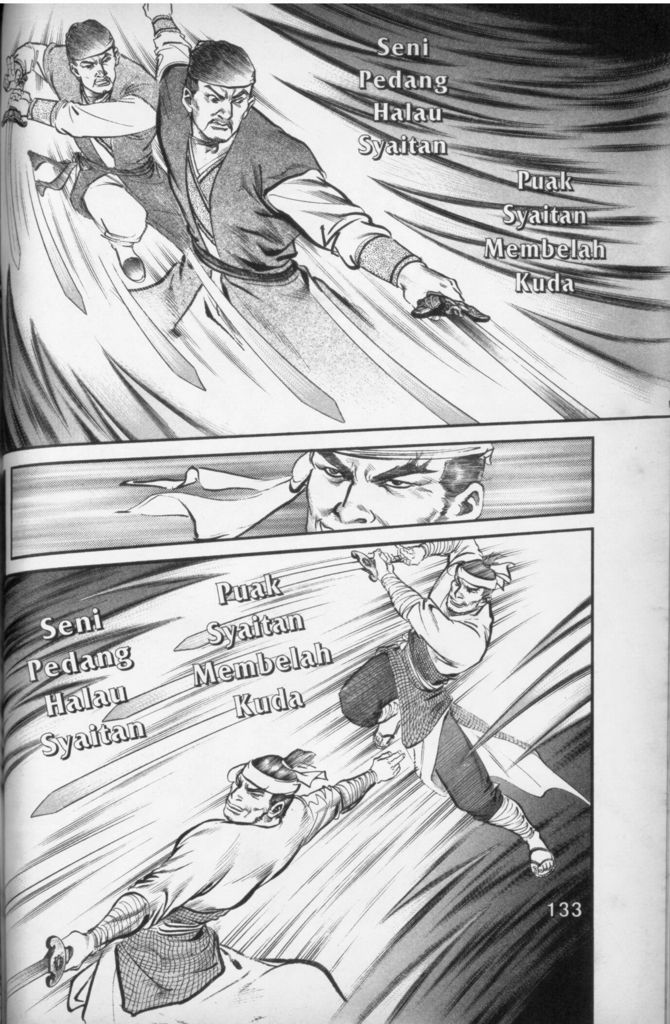 Seni
Pedang
Halau
Syaitan
Puak
Syaitan
Membelah
Kuda
Seni
Pedang
Halau
Syaitan
Puak
Syaitan
Membelah
Kuda
133